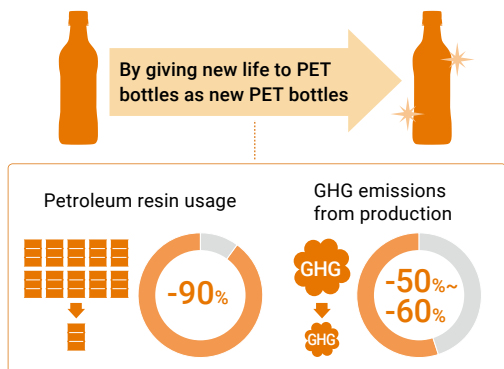 By giving new life to PET
bottles as new PET bottles
Petroleum resin usage
-90%
GHG emissions
from production
GHG
GHG
-50%~
-60%